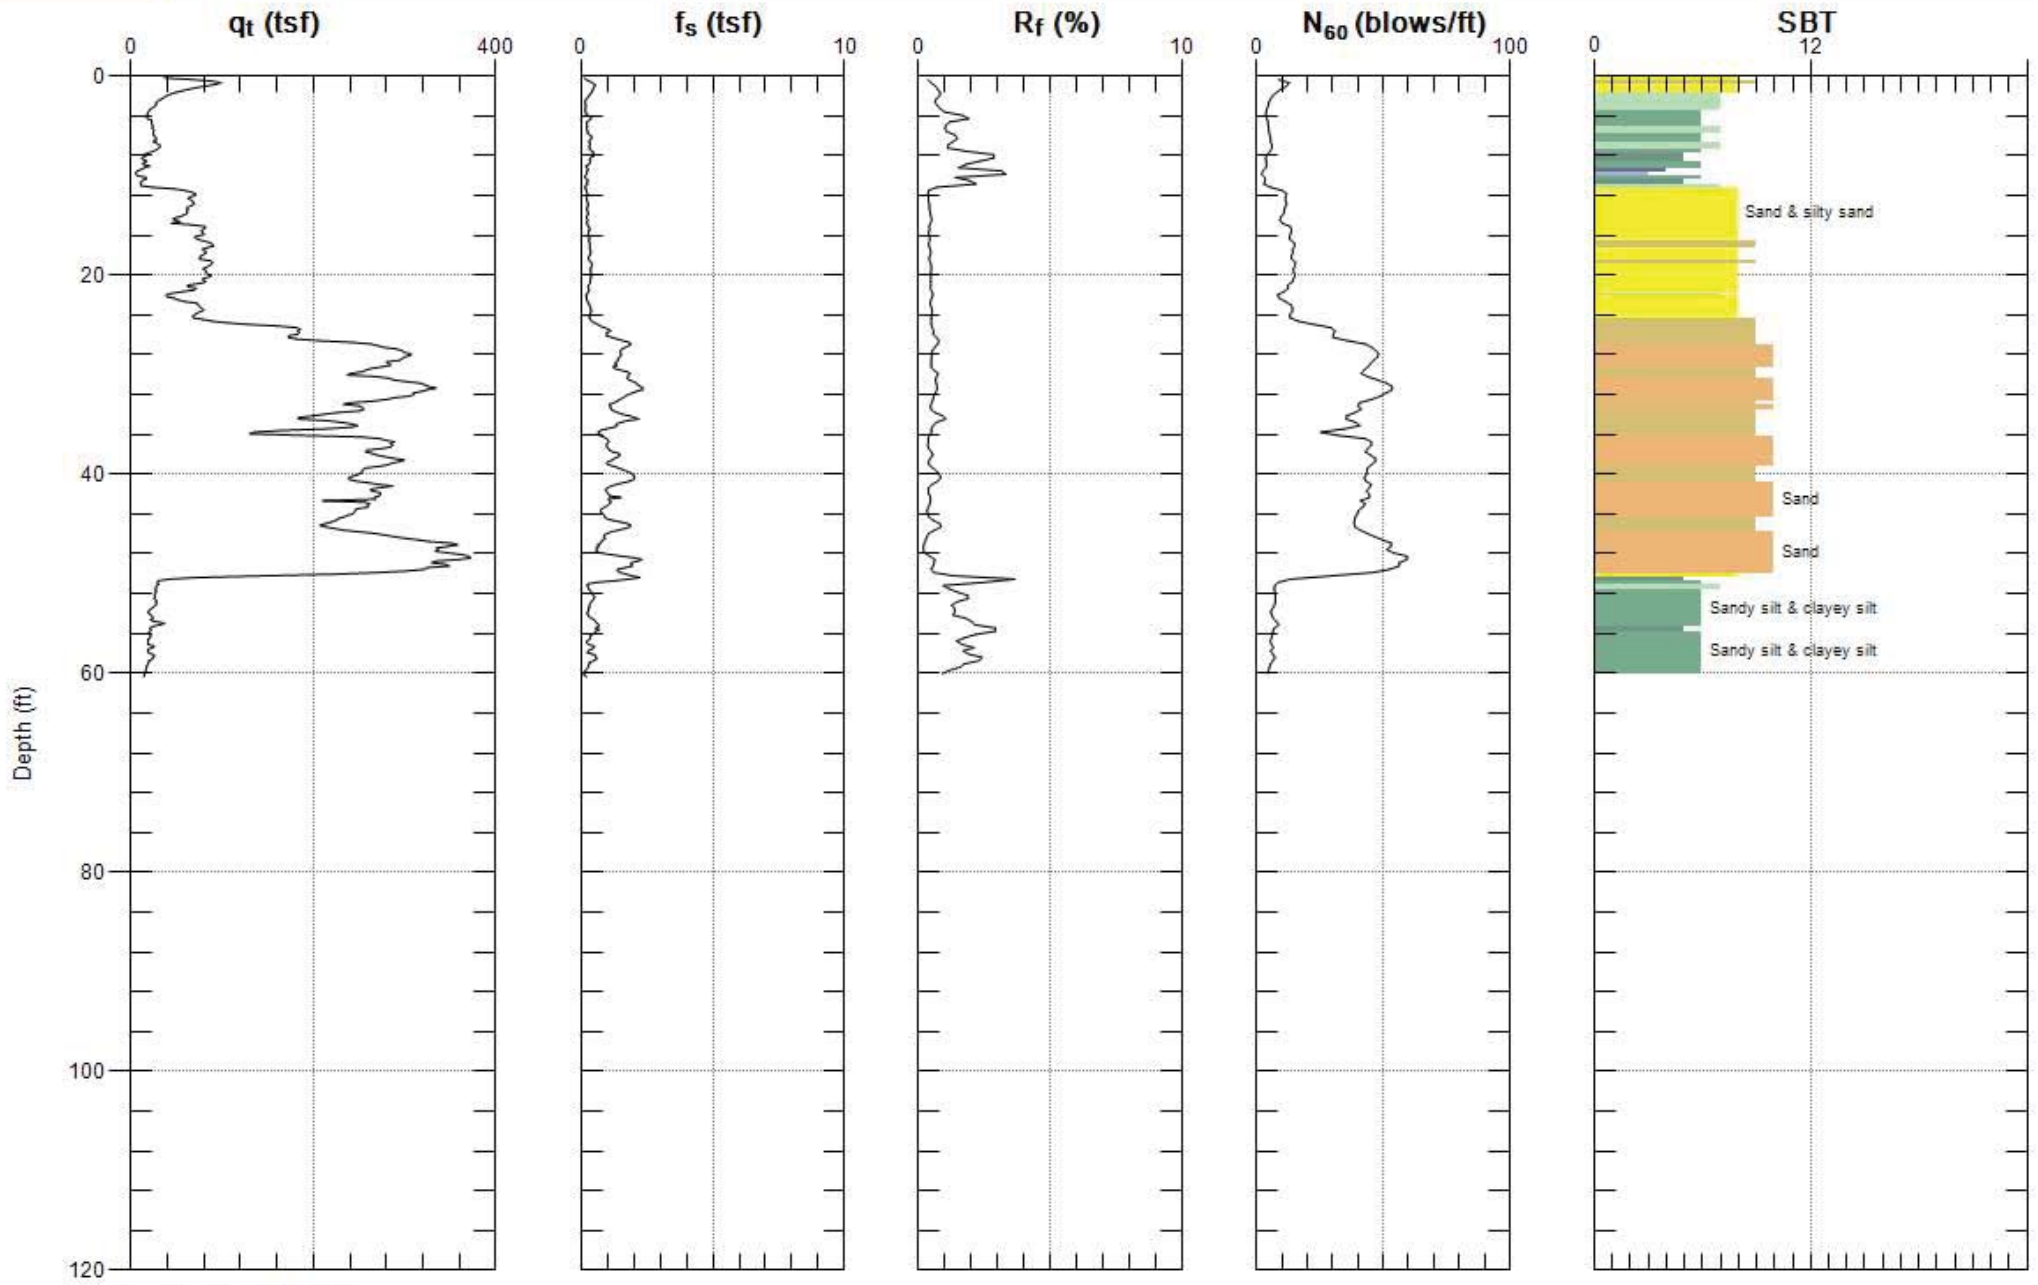 qt (tsf) fs (tsf) Rf (%) N60 (blows/ft) SBT
0 400 0 10 0 10 0 100 0 12
0
20
40
60
80
100
120
Depth (ft)
Sand & silty sand
Sand
Sand
Sandy silt & clayey silt
Sandy silt & clayey silt